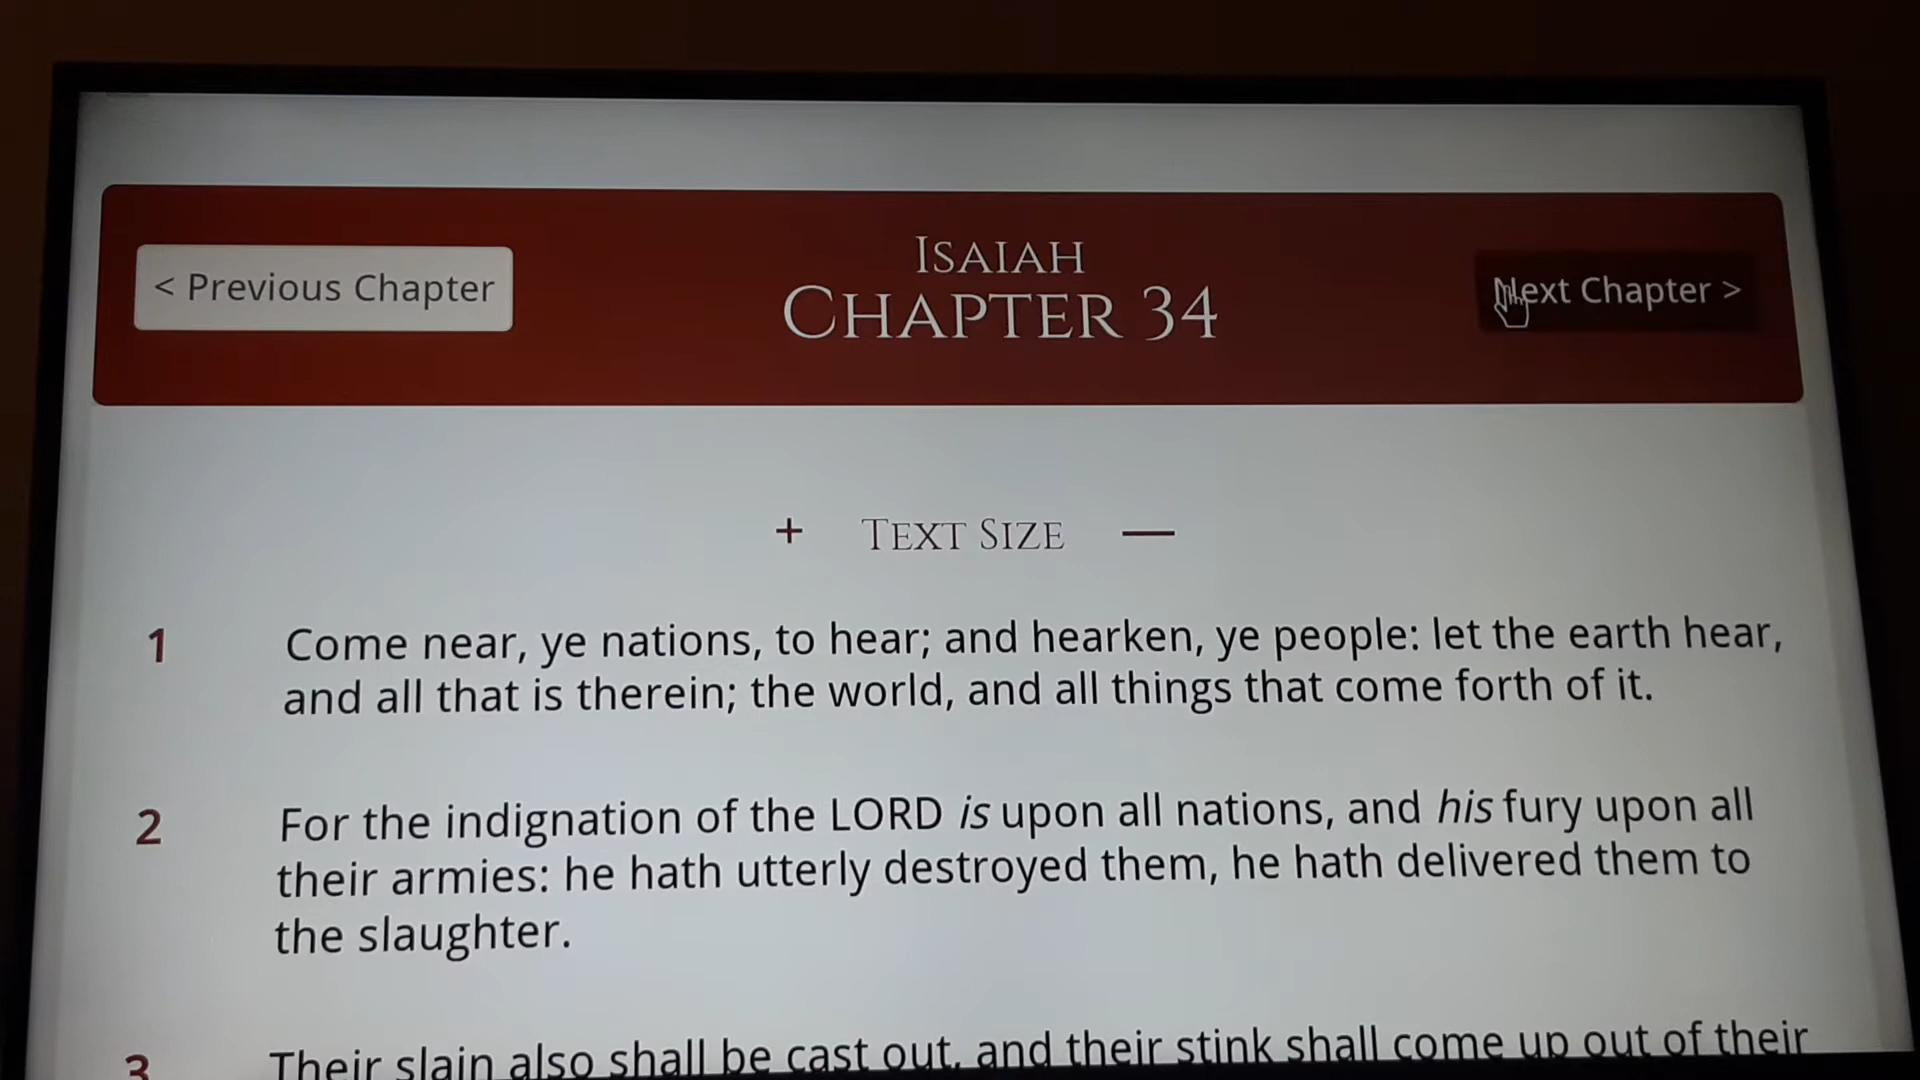 ISAIAH
< Previous Chapter
CHAPTER 34
Next Chapter >
+ TEXT SIZE —
1 Come near, ye nations, to hear; and hearken, ye people: let the earth hear,
and all that is therein; the world, and all things that come forth of it.
2 For the indignation of the LORD is upon all nations, and his fury upon all
their armies: he hath utterly destroyed them, he hath delivered them to
the slaughter.
3 Their slain also shall be cast out, and their stink shall come up out of their